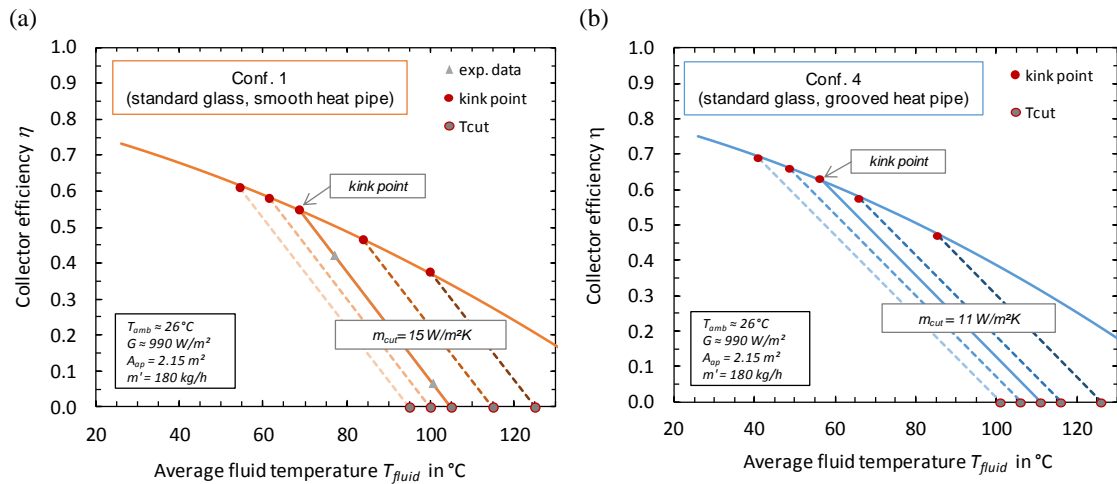 (a)
1.0
0.9
0.8
0.7
0.6
0.5
0.4
0.3
0.2
0.1
0.0
Collector efficiency η
Conf. 1
(standard glass, smooth heat pipe)
exp. data
kink point
Tcut
kink point
m_cut = 15 W/m²K
T_amb ≈ 26°C
G ≈ 990 W/m²
A_ap = 2.15 m²
m' = 180 kg/h
20 40 60 80 100 120
Average fluid temperature T_fluid in °C
(b)
1.0
0.9
0.8
0.7
0.6
0.5
0.4
0.3
0.2
0.1
0.0
Collector efficiency η
Conf. 4
(standard glass, grooved heat pipe)
kink point
Tcut
kink point
m_cut = 11 W/m²K
T_amb ≈ 26°C
G ≈ 990 W/m²
A_ap = 2.15 m²
m' = 180 kg/h
20 40 60 80 100 120
Average fluid temperature T_fluid in °C